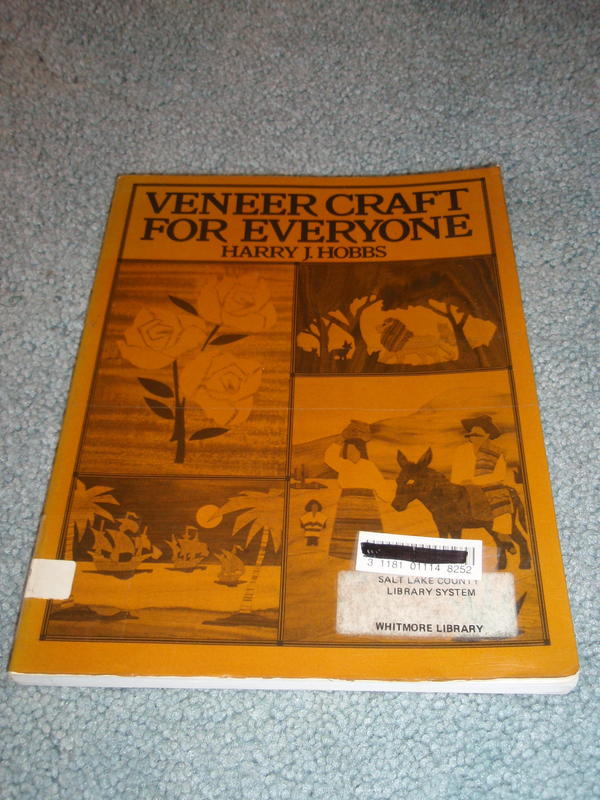 VENEER CRAFT
FOR EVERYONE
HARRY J. HOBBS
3 1181 01114 8252
SALT LAKE COUNTY
LIBRARY SYSTEM
WHITMORE LIBRARY